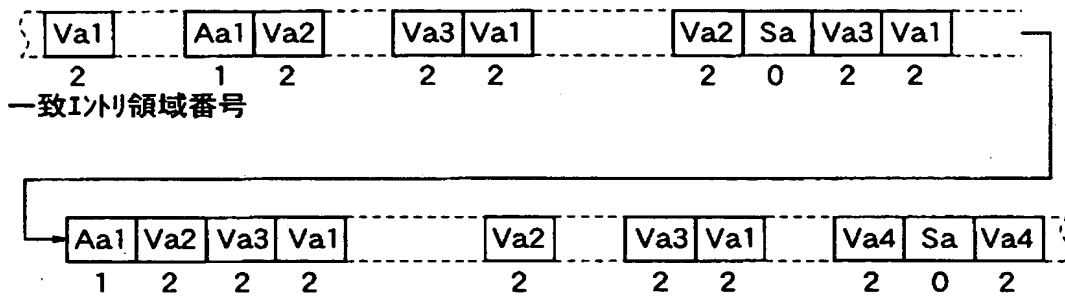 Va1 Aa1 Va2 Va3 Va1 Va2 Sa Va3 Va1
2 1 2 2 2 2 0 2 2
一致エントリ領域番号
Aa1 Va2 Va3 Va1 Va2 Va3 Va1 Va4 Sa Va4
1 2 2 2 2 2 2 2 0 2